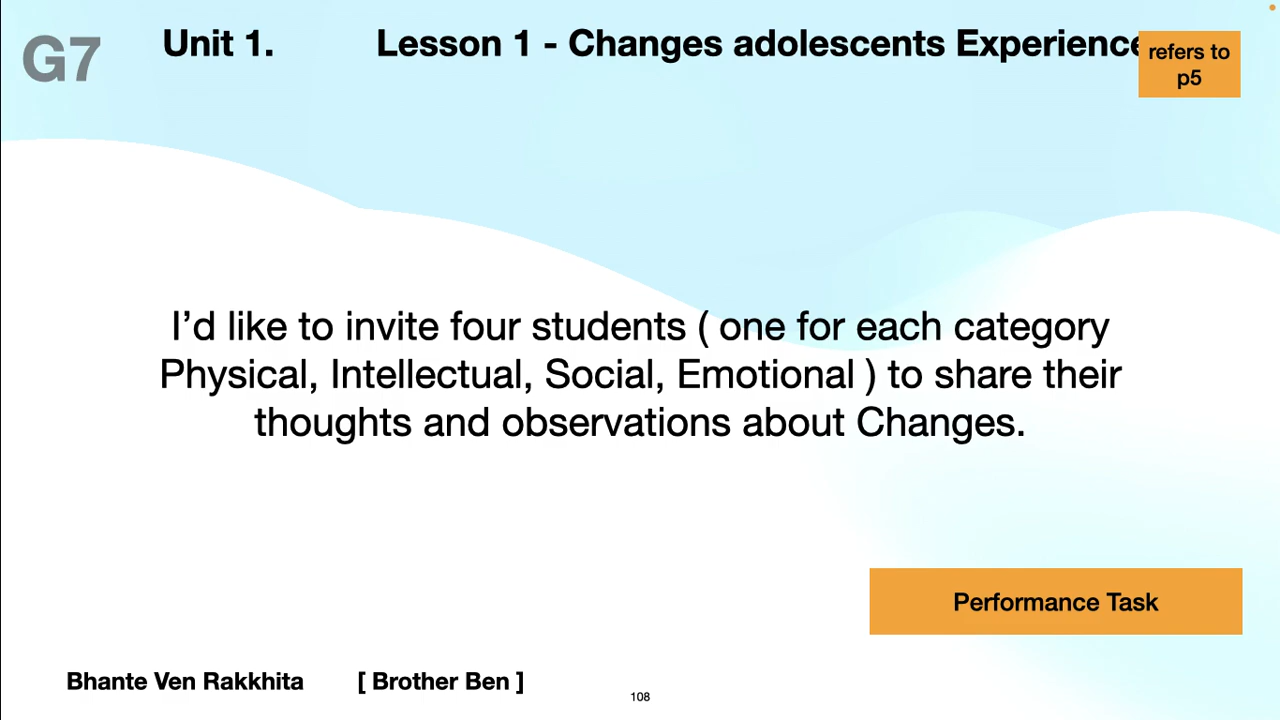 G7
Unit 1.
Lesson 1 - Changes adolescents Experience
refers to
p5
I’d like to invite four students ( one for each category
Physical, Intellectual, Social, Emotional ) to share their
thoughts and observations about Changes.
Performance Task
Bhante Ven Rakkhita [ Brother Ben ]
108